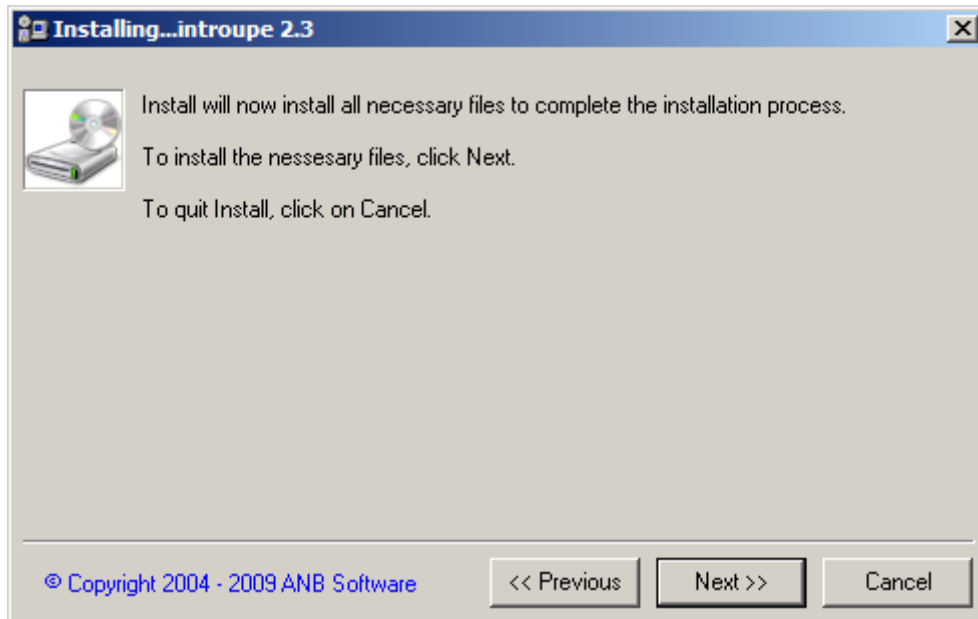 Installing...introupe 2.3
Install will now install all necessary files to complete the installation process.
To install the nessesary files, click Next.
To quit Install, click on Cancel.
© Copyright 2004 - 2009 ANB Software
<< Previous
Next >>
Cancel